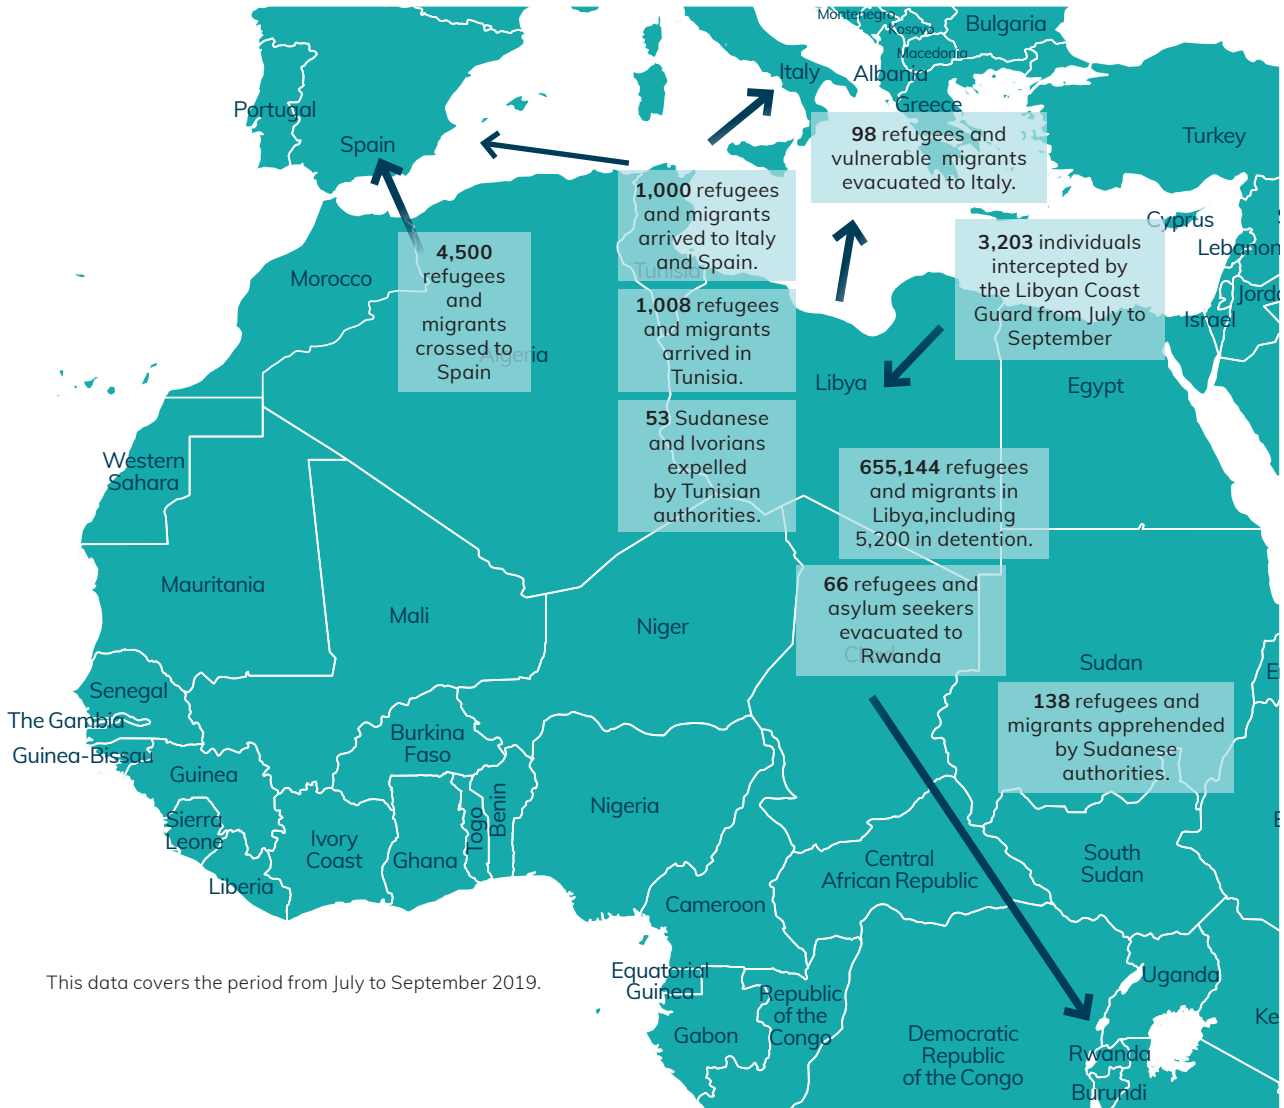 Montenegro
Kosovo
Bulgaria
Macedonia
Italy
Albania
Greece
Portugal
Spain
Turkey
98 refugees and
vulnerable migrants
evacuated to Italy.
1,000 refugees
and migrants
arrived to Italy
and Spain.
Tunisia
Cyprus
Lebanon
3,203 individuals
intercepted by
the Libyan Coast
Guard from July to
September
4,500
refugees
and
migrants
crossed to
Spain
Algeria
Morocco
1,008 refugees
and migrants
arrived in
Tunisia.
Israel
Libya
Egypt
53 Sudanese
and Ivorians
expelled
by Tunisian
authorities.
Western
Sahara
655,144 refugees
and migrants in
Libya,including
5,200 in detention.
Mauritania
Mali
Niger
66 refugees and
asylum seekers
evacuated to
Rwanda
Chad
Sudan
138 refugees and
migrants apprehended
by Sudanese
authorities.
Senegal
The Gambia
Guinea-Bissau
Guinea
Burkina
Faso
Sierra
Leone
Liberia
Ivory
Coast
Ghana
Togo
Benin
Nigeria
Central
African Republic
South
Sudan
Cameroon
Equatorial
Guinea
Republic
of the
Congo
Gabon
Uganda
Ke
Democratic
Republic
of the Congo
Rwanda
Burundi
This data covers the period from July to September 2019.